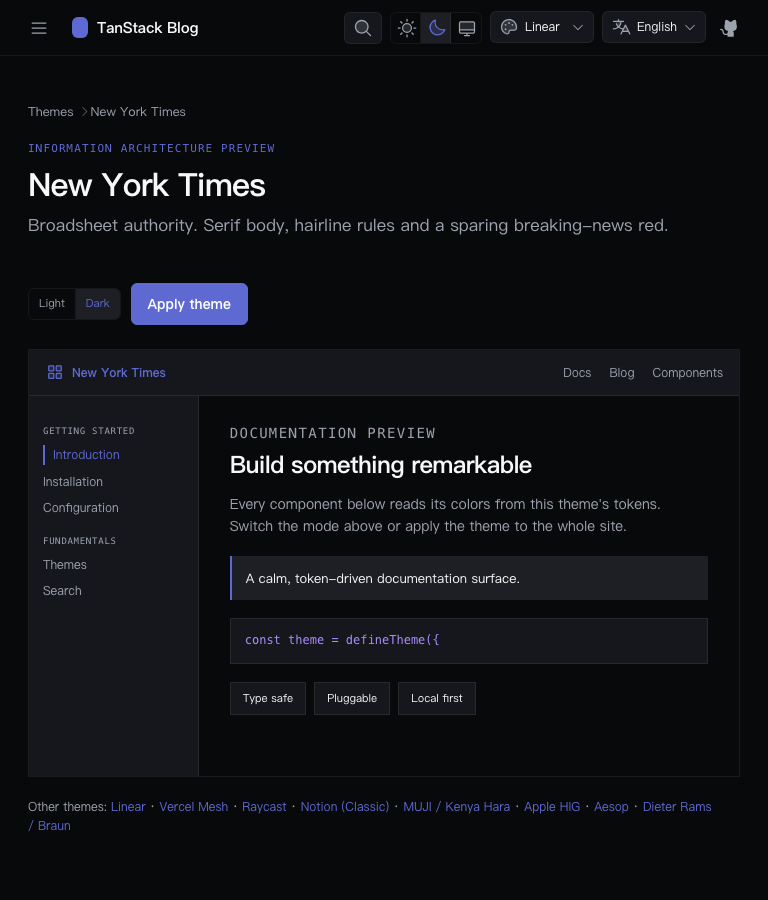 TanStack Blog
Linear
English
Themes
New York Times
INFORMATION ARCHITECTURE PREVIEW
New York Times
Broadsheet authority. Serif body, hairline rules and a sparing breaking-news red.
Light
Dark
Apply theme
New York Times
Docs
Blog
Components
GETTING STARTED
Introduction
Installation
Configuration
FUNDAMENTALS
Themes
Search
DOCUMENTATION PREVIEW
Build something remarkable
Every component below reads its colors from this theme's tokens.
Switch the mode above or apply the theme to the whole site.
A calm, token-driven documentation surface.
const theme = defineTheme({
Type safe
Pluggable
Local first
Other themes: Linear · Vercel Mesh · Raycast · Notion (Classic) · MUJI / Kenya Hara · Apple HIG · Aesop · Dieter Rams
/ Braun